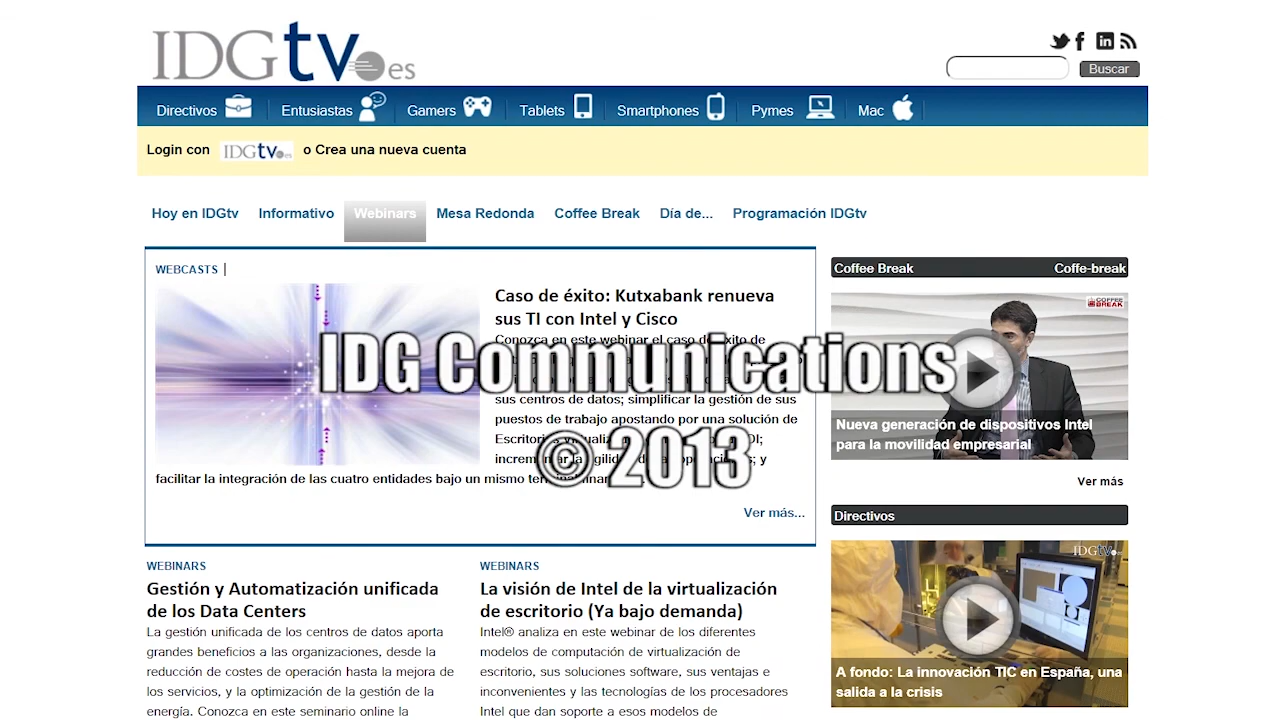 IDGtv.es
Buscar
Directivos
Entusiastas
Gamers
Tablets
Smartphones
Pymes
Mac
Login con IDGtv.es o Crea una nueva cuenta
Hoy en IDGtv
Informativo
Webinars
Mesa Redonda
Coffee Break
Día de...
Programación IDGtv
WEBCASTS |
Caso de éxito: Kutxabank renueva
sus TI con Intel y Cisco
Conozca en este webinar el caso de éxito de
IDG Communications
sus centros de datos; simplificar la gestión de sus
puestos de trabajo apostando por una solución de
© 2013
facilitar la integración de las cuatro entidades bajo un mismo
Ver más...
Coffee Break
Coffe-break
COFFEE
BREAK
Nueva generación de dispositivos Intel
para la movilidad empresarial
Ver más
Directivos
IDGtv.es
A fondo: La innovación TIC en España, una
salida a la crisis
WEBINARS
Gestión y Automatización unificada
de los Data Centers
La gestión unificada de los centros de datos aporta
grandes beneficios a las organizaciones, desde la
reducción de costes de operación hasta la mejora de
los servicios, y la optimización de la gestión de la
energía. Conozca en este seminario online la
WEBINARS
La visión de Intel de la virtualización
de escritorio (Ya bajo demanda)
Intel® analiza en este webinar de los diferentes
modelos de computación de virtualización de
escritorio, sus soluciones software, sus ventajas e
inconvenientes y las tecnologías de los procesadores
Intel que dan soporte a esos modelos de